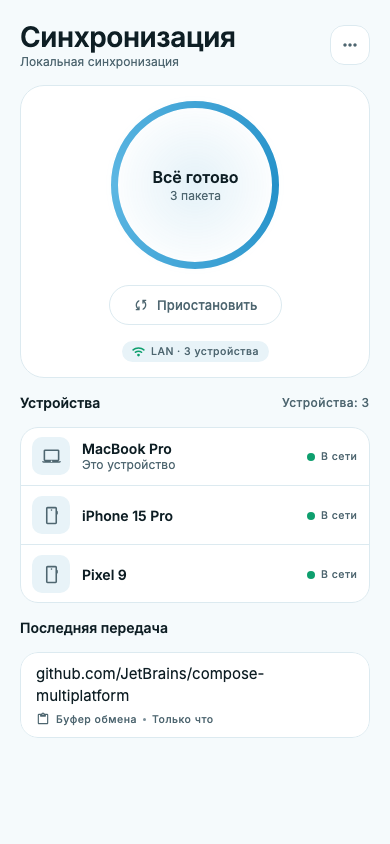 Синхронизация
Локальная синхронизация
Всё готово
3 пакета
Приостановить
LAN · 3 устройства
Устройства
Устройства: 3
MacBook Pro
Это устройство
В сети
iPhone 15 Pro
В сети
Pixel 9
В сети
Последняя передача
github.com/JetBrains/compose-
multiplatform
Буфер обмена • Только что